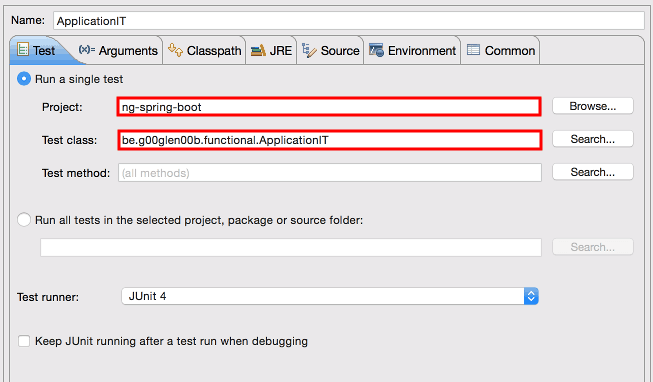 Name: ApplicationIT
Test (x)= Arguments Classpath JRE Source Environment Common
Run a single test
Project: ng-spring-boot Browse...
Test class: be.g00glen00b.functional.ApplicationIT Search...
Test method: (all methods) Search...
Run all tests in the selected project, package or source folder:
Search...
Test runner: JUnit 4
Keep JUnit running after a test run when debugging